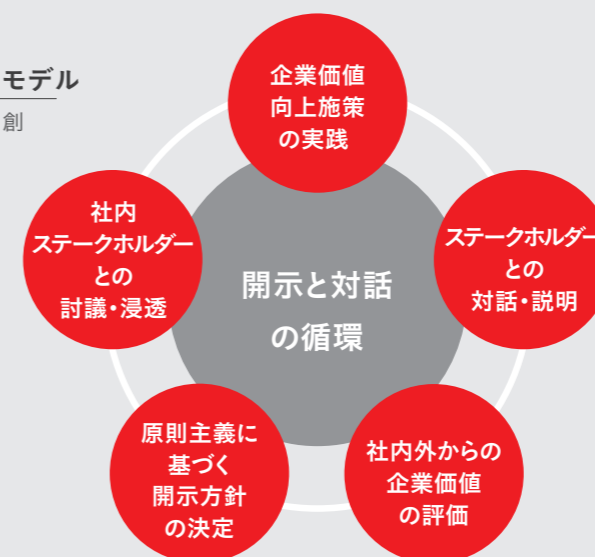 モデル
創
企業価値
向上施策
の実践
社内
ステークホルダー
との
討議・浸透
ステークホルダー
との
対話・説明
開示と対話
の循環
原則主義に
基づく
開示方針
の決定
社内外からの
企業価値
の評価